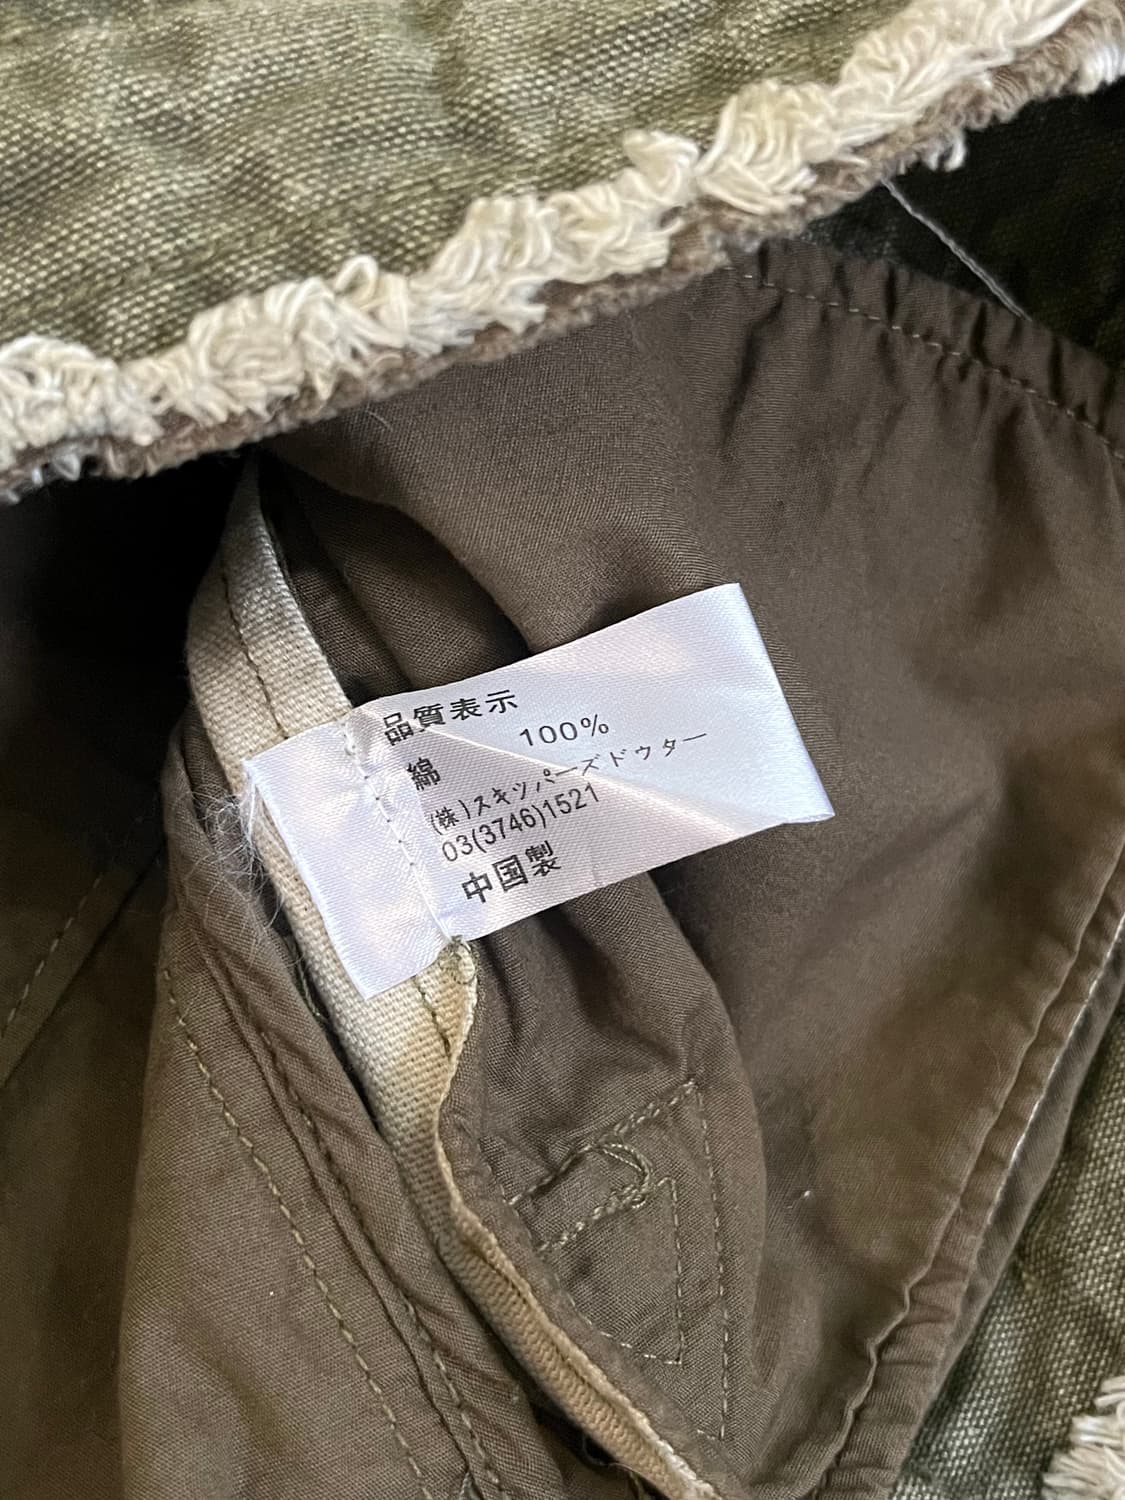 品質表示
綿 100%
(株)スキツパーズドウター
03(3746)1521
中国製